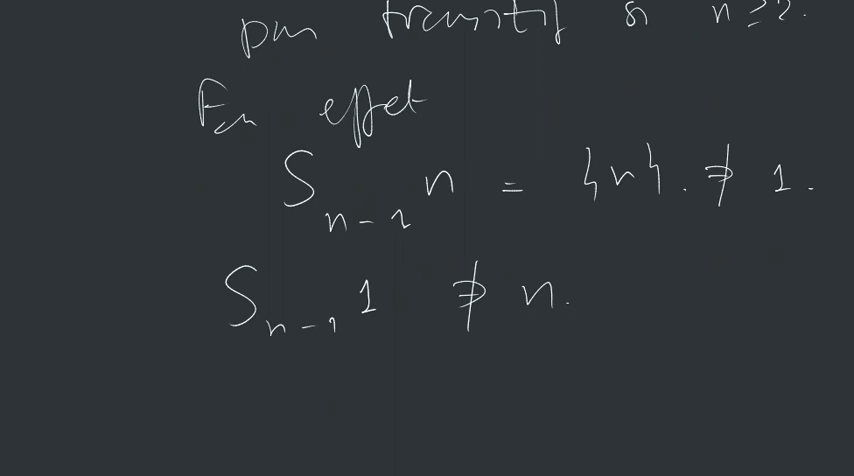 pas transitif si n ≥ 2.
En effet
S_{n-1} n = {n}. ∌ 1.
S_{n-1} 1 ∌ n.